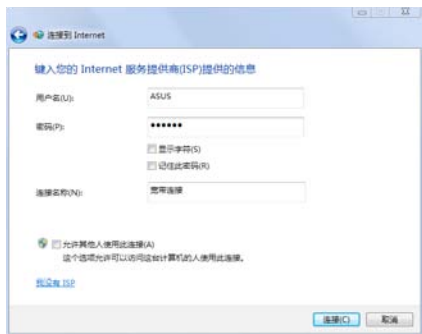 连接到 Internet
键入您的 Internet 服务提供商(ISP)提供的信息
用户名(U):
ASUS
密码(P):
••••••
显示字符(S)
记住此密码(R)
连接名称(N):
宽带连接
允许其他人使用此连接(A)
这个选项允许可以访问这台计算机的人使用此连接。
我没有 ISP
连接(C)
取消